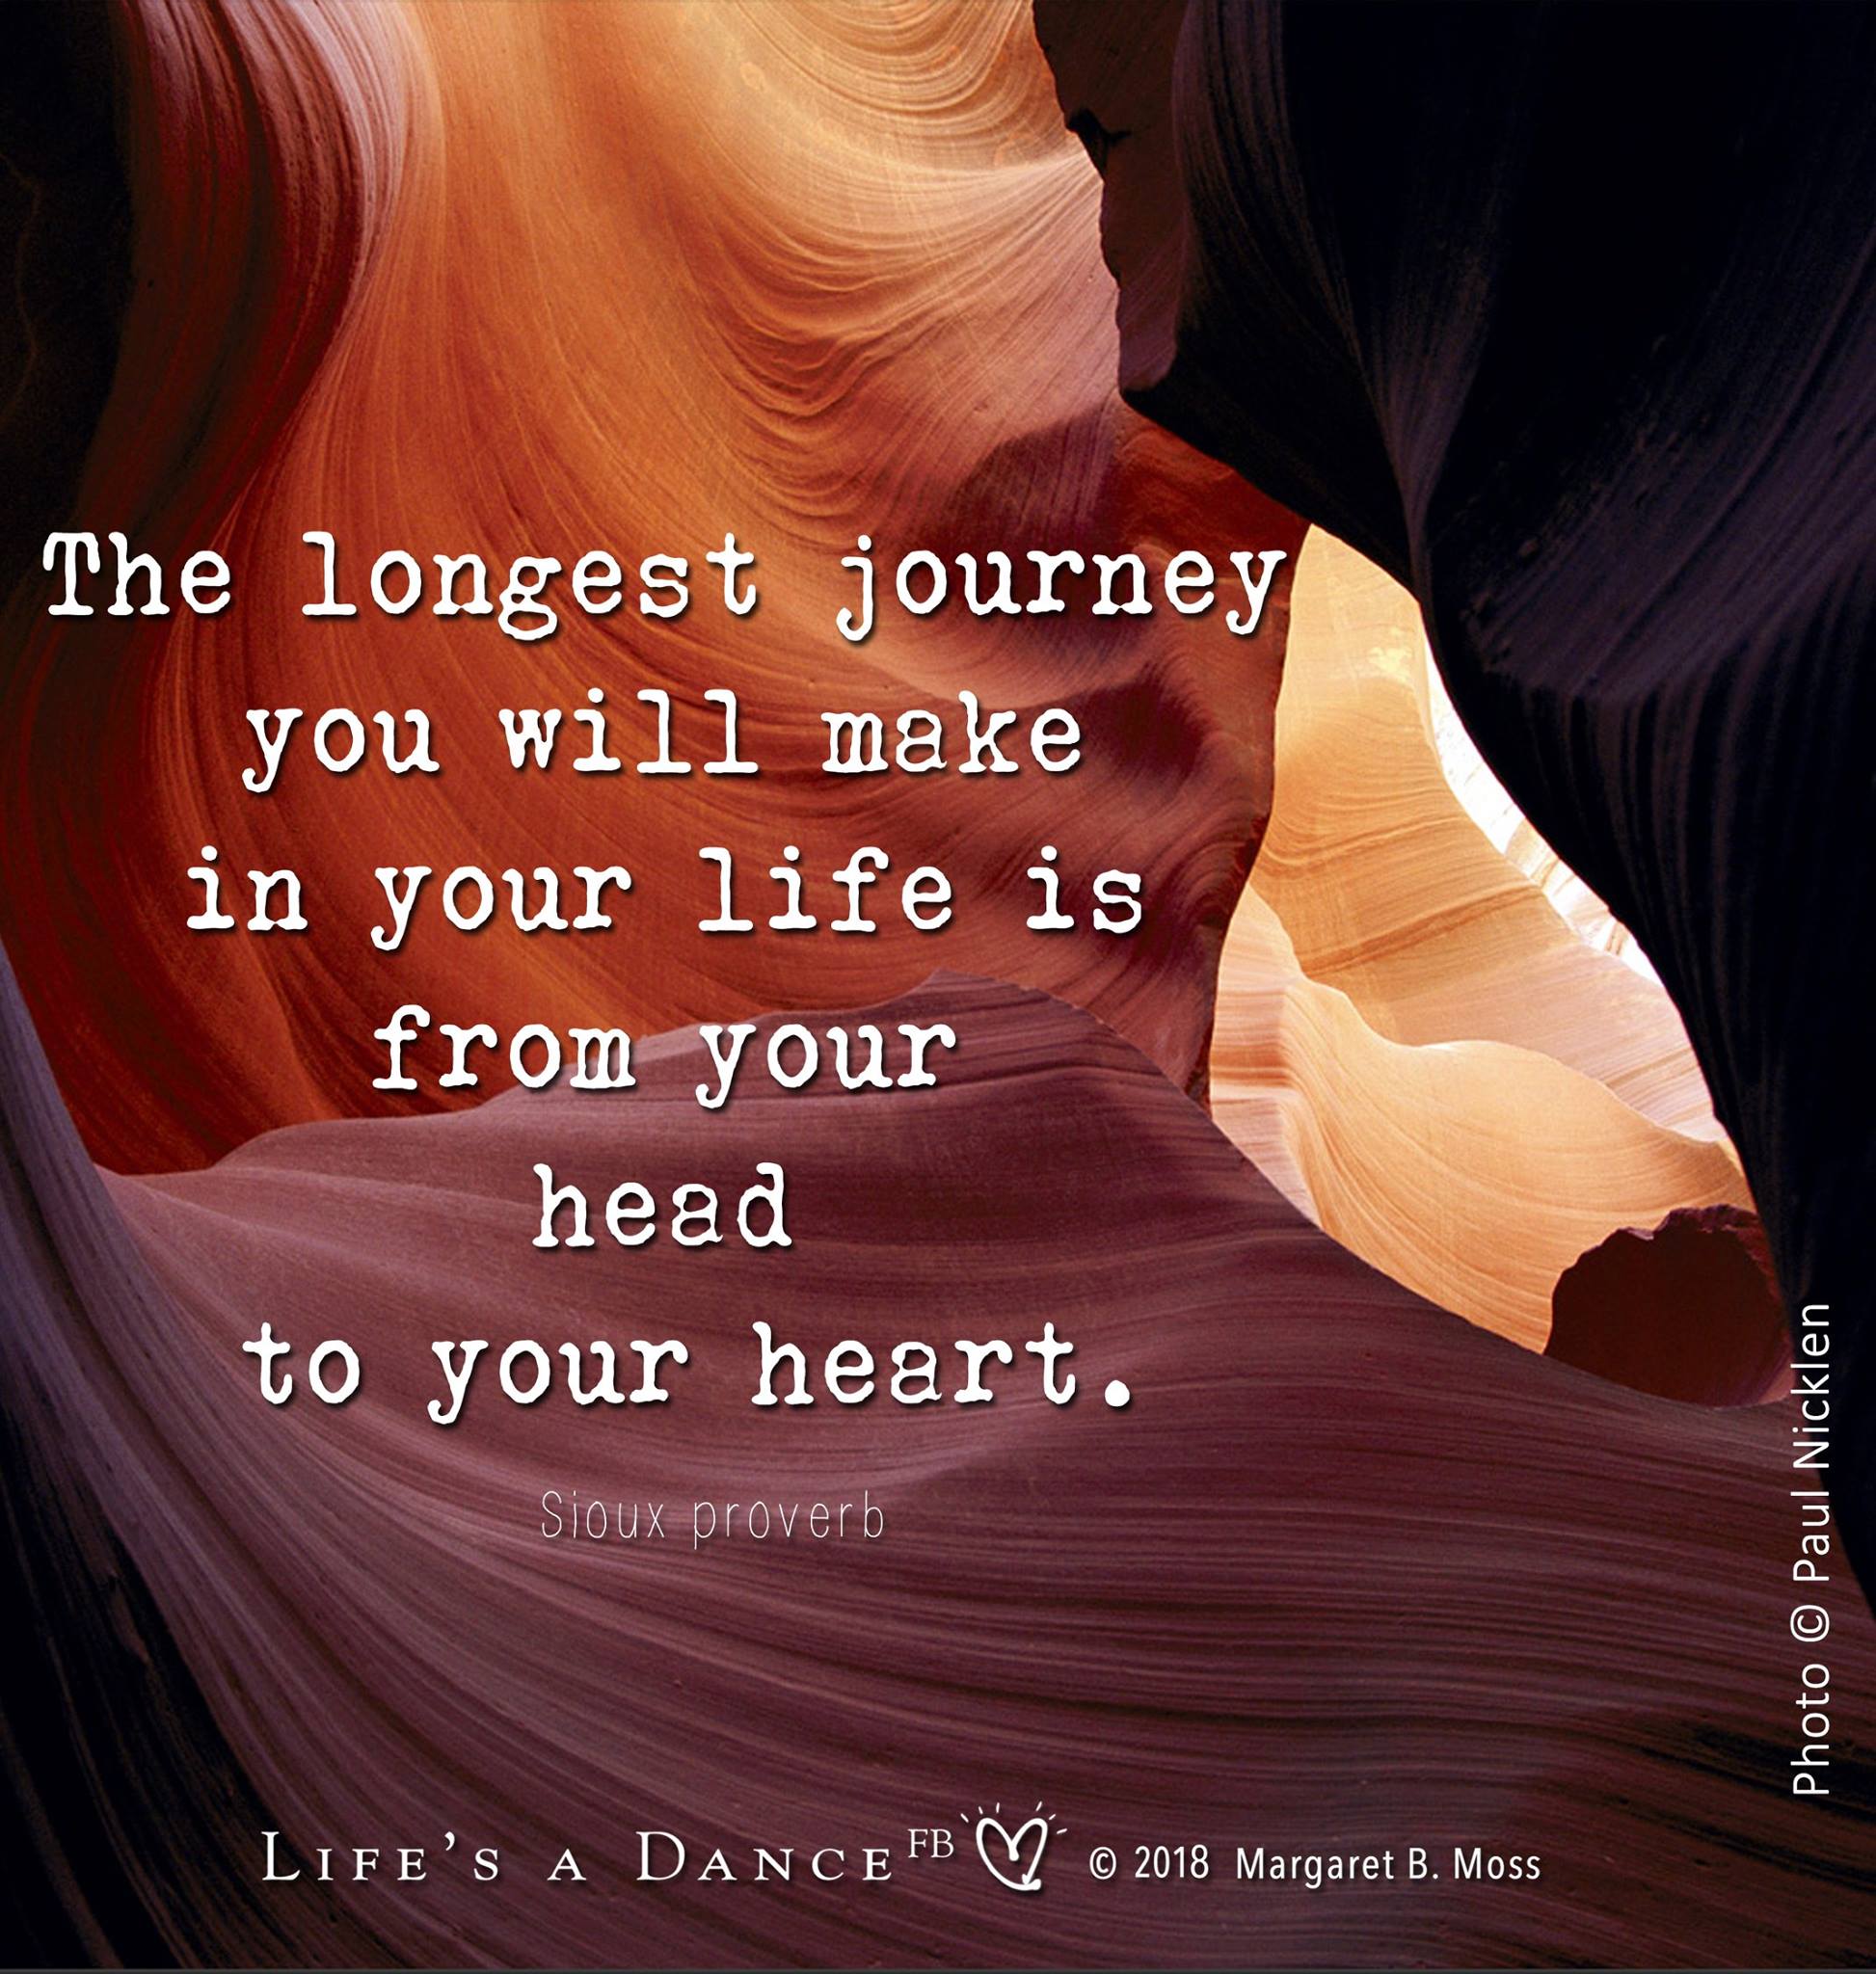 The longest journey
you will make
in your life is
from your
head
to your heart.
Sioux proverb
Photo © Paul Nicklen
LIFE'S A DANCE FB © 2018 Margaret B. Moss